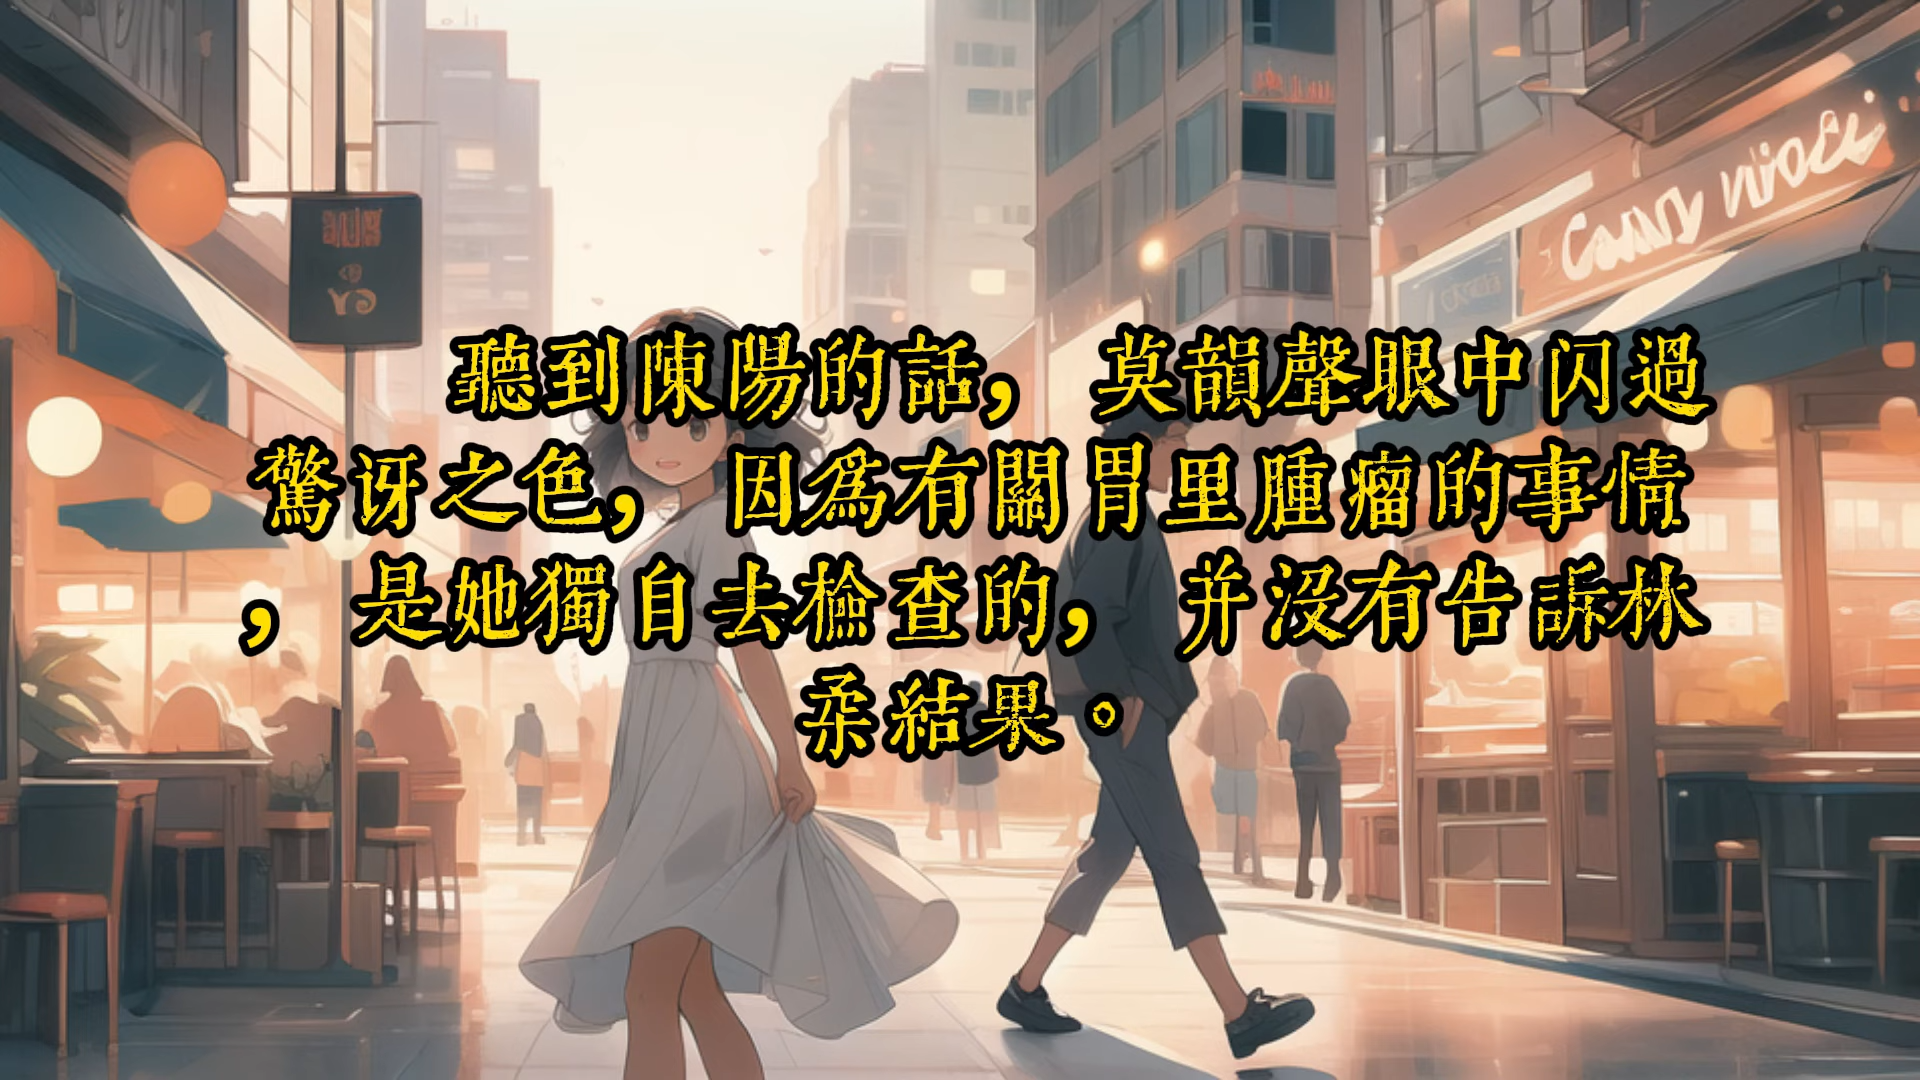 聽到陳陽的話，莫韻聲眼中闪過
驚讶之色，因爲有關胃里腫瘤的事情
，是她獨自去檢查的，并沒有告訴林
柔結果。